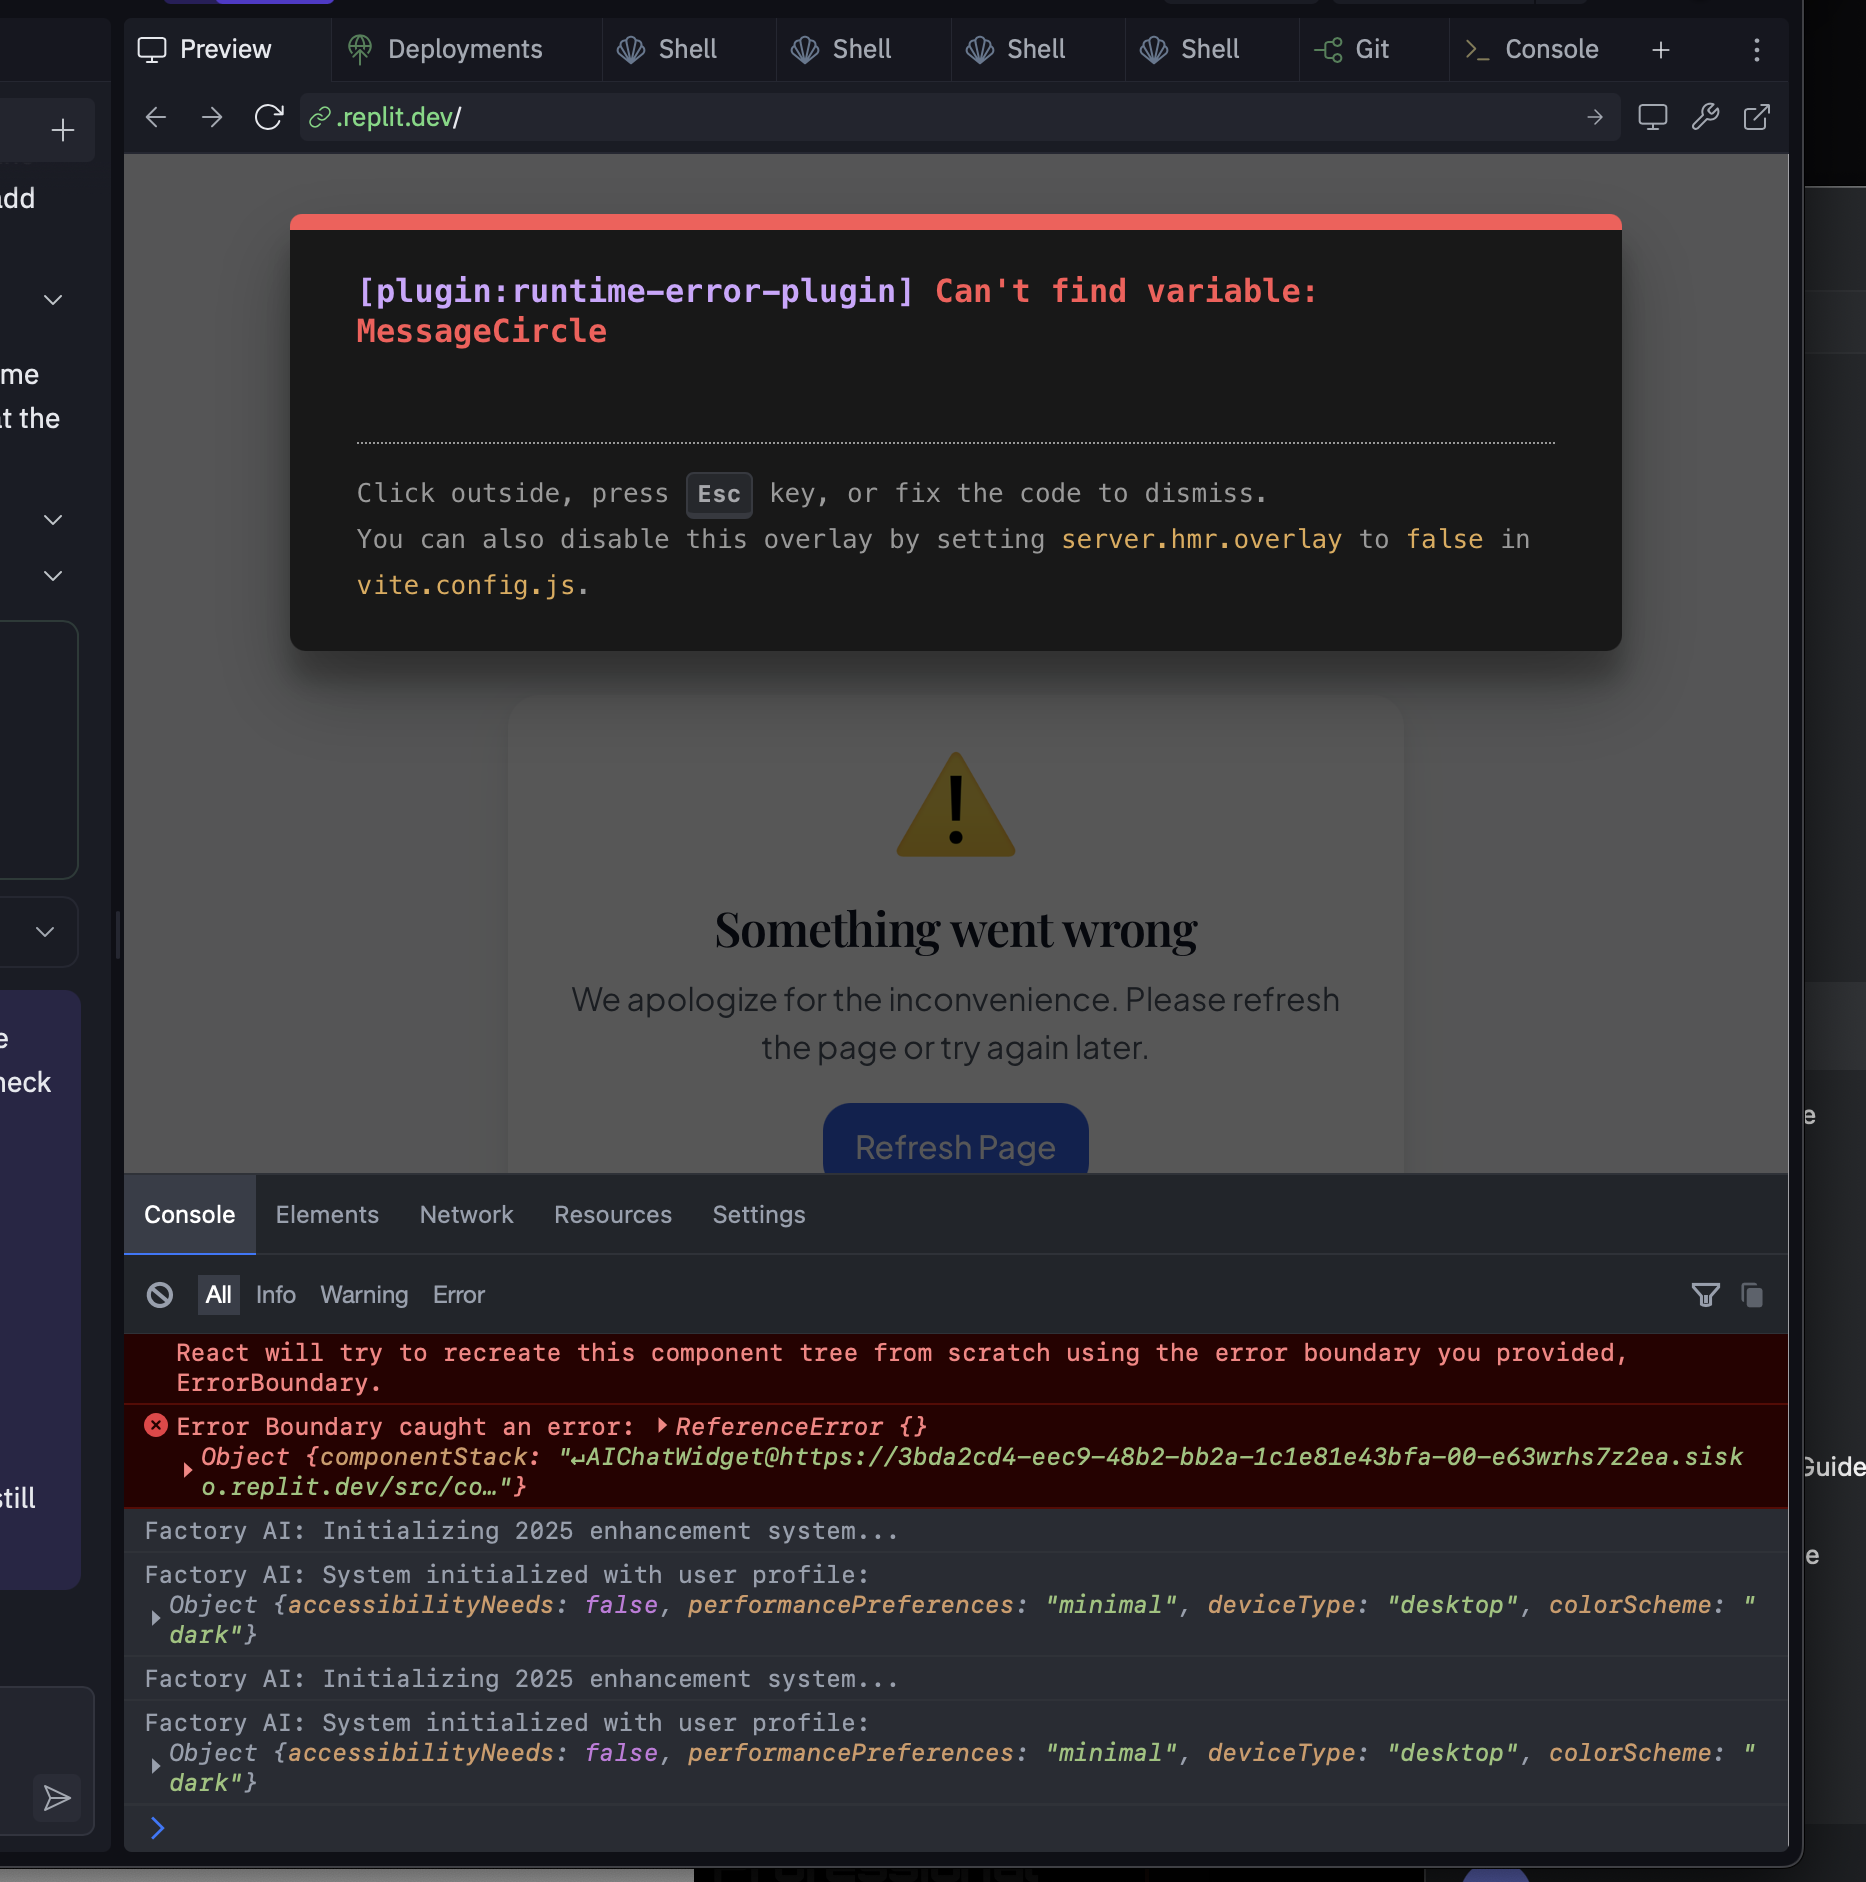 Preview
Deployments
Shell
Shell
Shell
Shell
Git
Console
.replit.dev/
add
me
at the
e
heck
still
[plugin:runtime-error-plugin] Can't find variable:
MessageCircle
Click outside, press Esc key, or fix the code to dismiss.
You can also disable this overlay by setting server.hmr.overlay to false in
vite.config.js.
Something went wrong
We apologize for the inconvenience. Please refresh
the page or try again later.
Refresh Page
Console Elements Network Resources Settings
All Info Warning Error
React will try to recreate this component tree from scratch using the error boundary you provided,
ErrorBoundary.
Error Boundary caught an error: ReferenceError {}
Object {componentStack: "↵AIChatWidget@https://3bda2cd4-eec9-48b2-bb2a-1c1e81e43bfa-00-e63wrhs7z2ea.sisk
o.replit.dev/src/co…"}
Factory AI: Initializing 2025 enhancement system...
Factory AI: System initialized with user profile:
Object {accessibilityNeeds: false, performancePreferences: "minimal", deviceType: "desktop", colorScheme: "
dark"}
Factory AI: Initializing 2025 enhancement system...
Factory AI: System initialized with user profile:
Object {accessibilityNeeds: false, performancePreferences: "minimal", deviceType: "desktop", colorScheme: "
dark"}
e
Guide
e